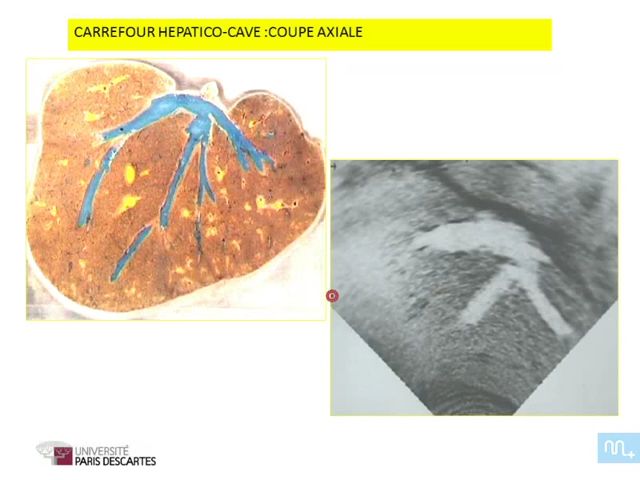 CARREFOUR HEPATICO-CAVE :COUPE AXIALE
UNIVERSITÉ
PARIS DESCARTES